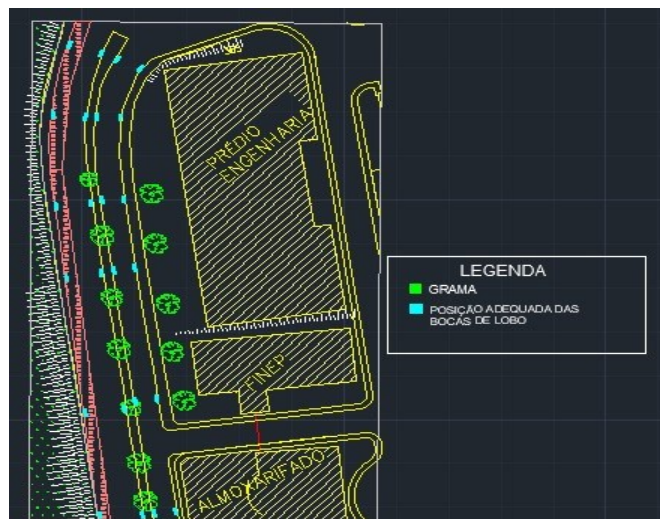 PRÉDIO
ENGENHARIA
LEGENDA
GRAMA
POSIÇÃO ADEQUADA DAS
BOCAS DE LOBO
FINEP
ALMOXARIFADO